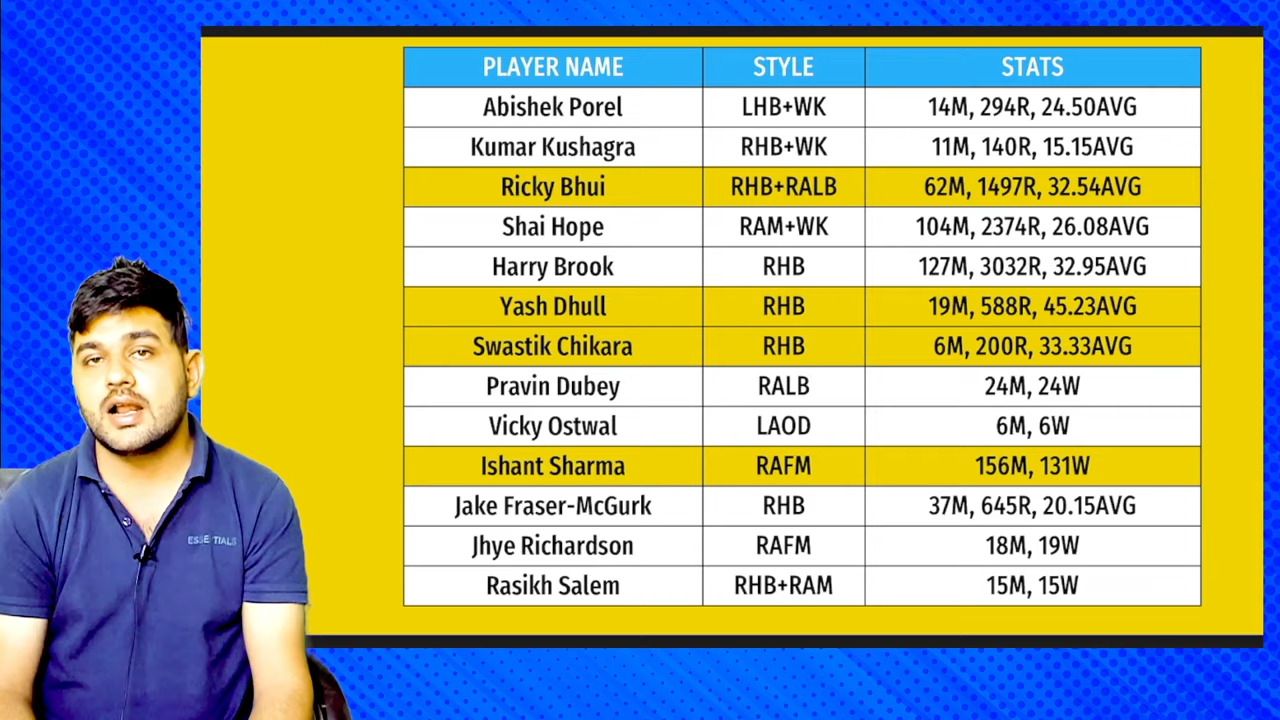 PLAYER NAME STYLE STATS
Abishek Porel LHB+WK 14M, 294R, 24.50AVG
Kumar Kushagra RHB+WK 11M, 140R, 15.15AVG
Ricky Bhui RHB+RALB 62M, 1497R, 32.54AVG
Shai Hope RAM+WK 104M, 2374R, 26.08AVG
Harry Brook RHB 127M, 3032R, 32.95AVG
Yash Dhull RHB 19M, 588R, 45.23AVG
Swastik Chikara RHB 6M, 200R, 33.33AVG
Pravin Dubey RALB 24M, 24W
Vicky Ostwal LAOD 6M, 6W
Ishant Sharma RAFM 156M, 131W
Jake Fraser-McGurk RHB 37M, 645R, 20.15AVG
Jhye Richardson RAFM 18M, 19W
Rasikh Salem RHB+RAM 15M, 15W
ESSENTIALS